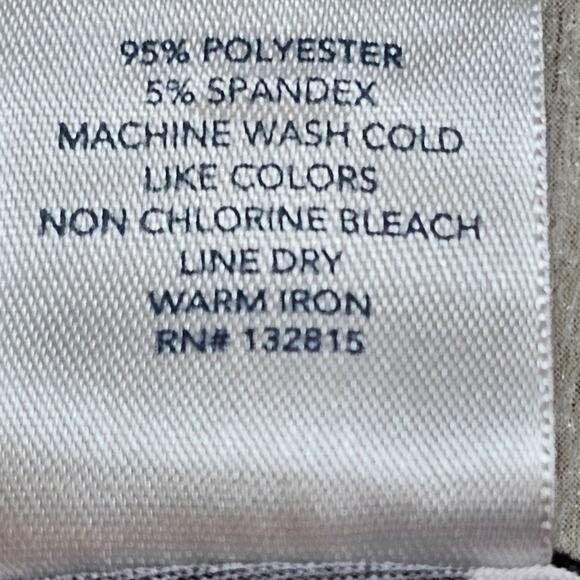 95% POLYESTER
5% SPANDEX
MACHINE WASH COLD
LIKE COLORS
NON CHLORINE BLEACH
LINE DRY
WARM IRON
RN# 132815